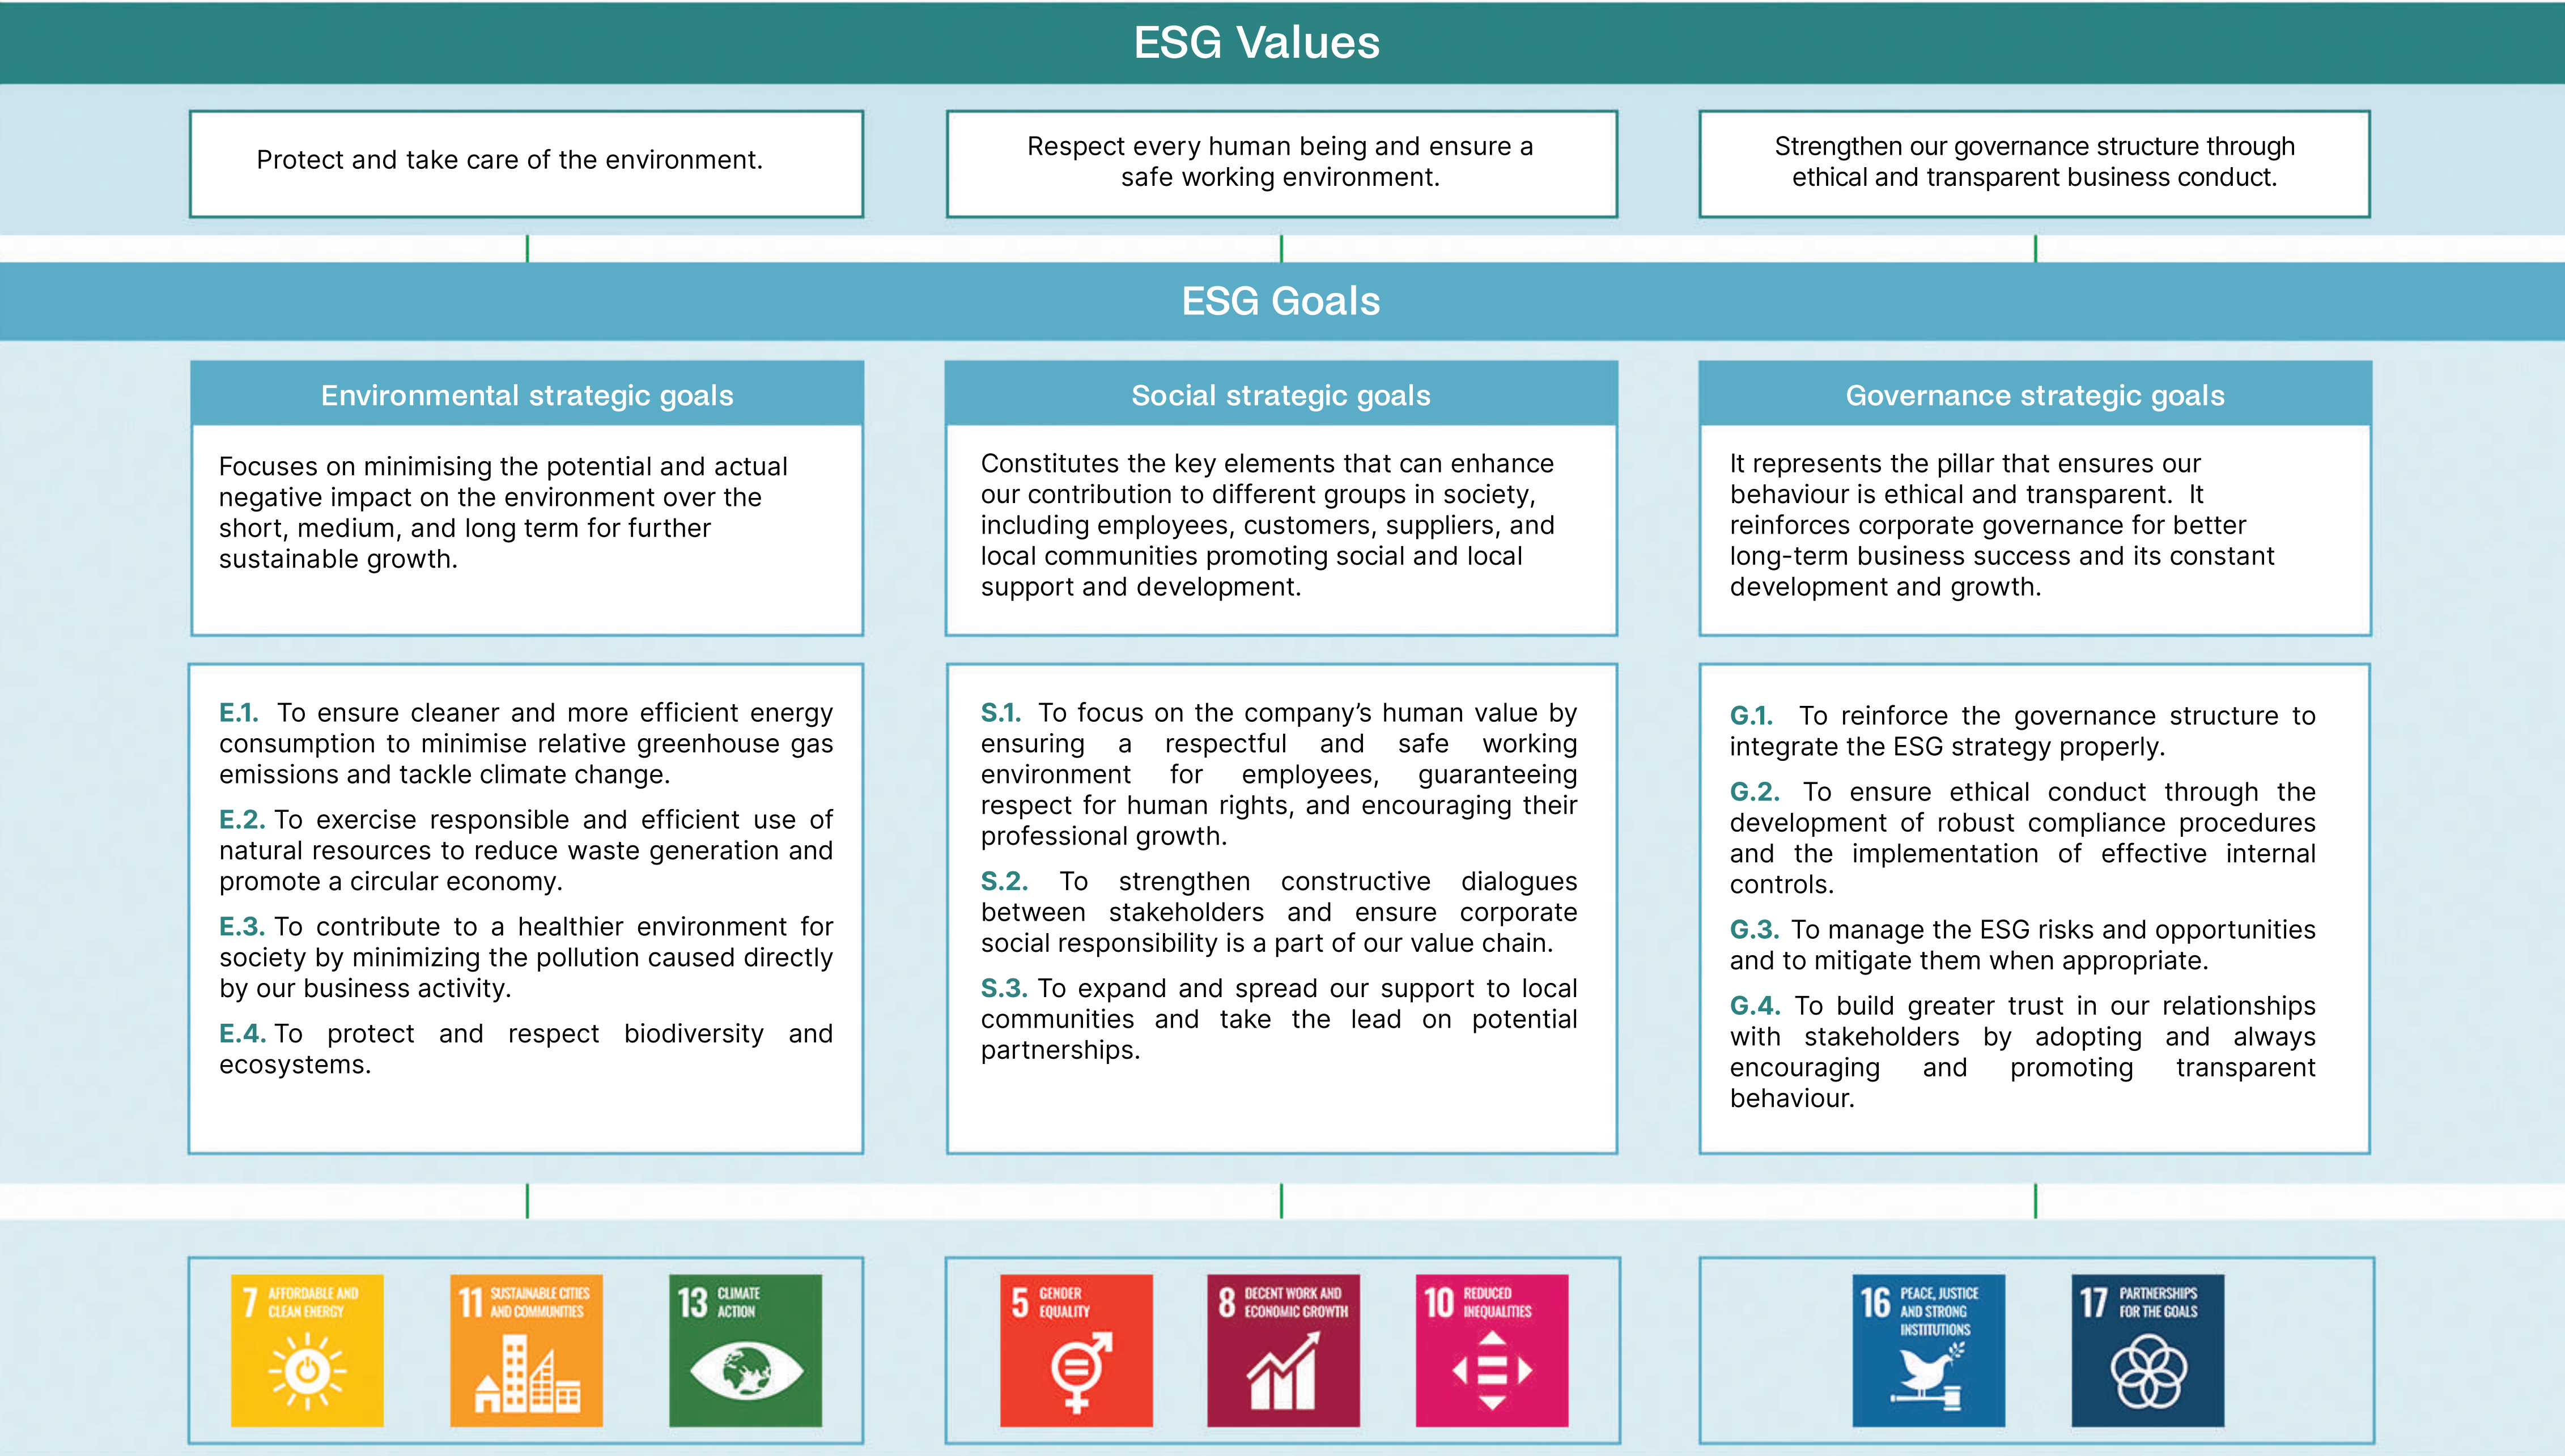 ESG Values
Protect and take care of the environment.
Respect every human being and ensure a
safe working environment.
Strengthen our governance structure through
ethical and transparent business conduct.
ESG Goals
Environmental strategic goals
Focuses on minimising the potential and actual
negative impact on the environment over the
short, medium, and long term for further
sustainable growth.
E.1. To ensure cleaner and more efficient energy
consumption to minimise relative greenhouse gas
emissions and tackle climate change.
E.2. To exercise responsible and efficient use of
natural resources to reduce waste generation and
promote a circular economy.
E.3. To contribute to a healthier environment for
society by minimizing the pollution caused directly
by our business activity.
E.4. To protect and respect biodiversity and
ecosystems.
Social strategic goals
Constitutes the key elements that can enhance
our contribution to different groups in society,
including employees, customers, suppliers, and
local communities promoting social and local
support and development.
S.1. To focus on the company’s human value by
ensuring a respectful and safe working
environment for employees, guaranteeing
respect for human rights, and encouraging their
professional growth.
S.2. To strengthen constructive dialogues
between stakeholders and ensure corporate
social responsibility is a part of our value chain.
S.3. To expand and spread our support to local
communities and take the lead on potential
partnerships.
Governance strategic goals
It represents the pillar that ensures our
behaviour is ethical and transparent. It
reinforces corporate governance for better
long-term business success and its constant
development and growth.
G.1. To reinforce the governance structure to
integrate the ESG strategy properly.
G.2. To ensure ethical conduct through the
development of robust compliance procedures
and the implementation of effective internal
controls.
G.3. To manage the ESG risks and opportunities
and to mitigate them when appropriate.
G.4. To build greater trust in our relationships
with stakeholders by adopting and always
encouraging and promoting transparent
behaviour.
7 AFFORDABLE AND
CLEAN ENERGY
11 SUSTAINABLE CITIES
AND COMMUNITIES
13 CLIMATE
ACTION
5 GENDER
EQUALITY
8 DECENT WORK AND
ECONOMIC GROWTH
10 REDUCED
INEQUALITIES
16 PEACE, JUSTICE
AND STRONG
INSTITUTIONS
17 PARTNERSHIPS
FOR THE GOALS